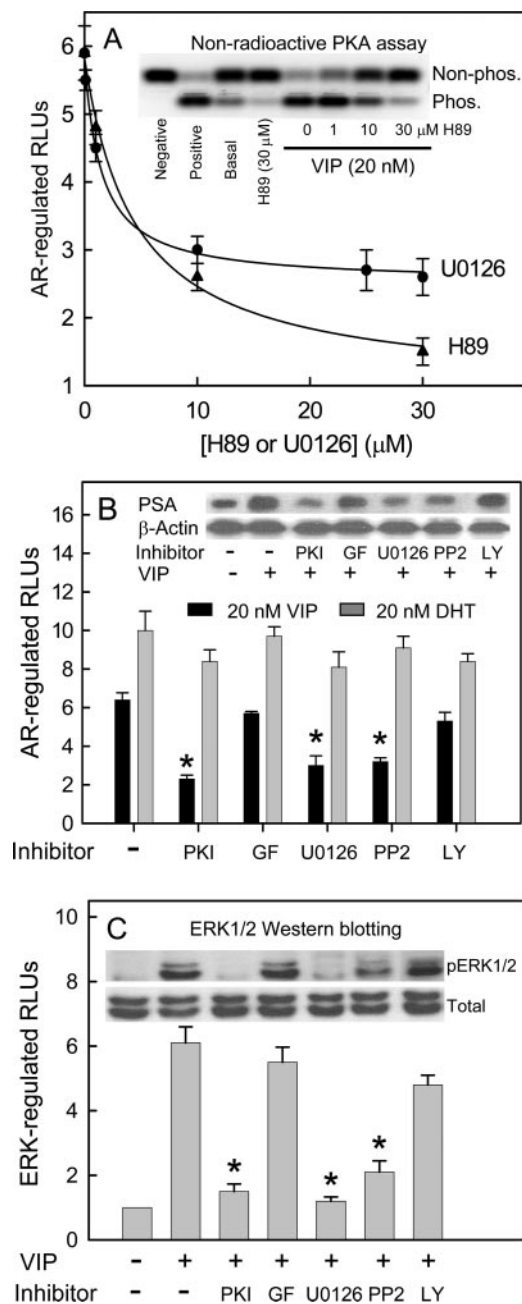 A
Non-radioactive PKA assay
Non-phos.
Phos.
Negative
Positive
Basal
H89 (30 µM)
0 1 10 30 µM H89
VIP (20 nM)
U0126
H89
AR-regulated RLUs
6
5
4
3
2
1
0 10 20 30
[H89 or U0126] (µM)
B
PSA
β-Actin
Inhibitor - - PKI GF U0126 PP2 LY
VIP - + + + + + +
20 nM VIP 20 nM DHT
AR-regulated RLUs
16
14
12
10
8
6
4
2
0
* * *
Inhibitor - PKI GF U0126 PP2 LY
C
ERK1/2 Western blotting
pERK1/2
Total
ERK-regulated RLUs
10
8
6
4
2
0
* * *
VIP - + + + + + +
Inhibitor - - PKI GF U0126 PP2 LY